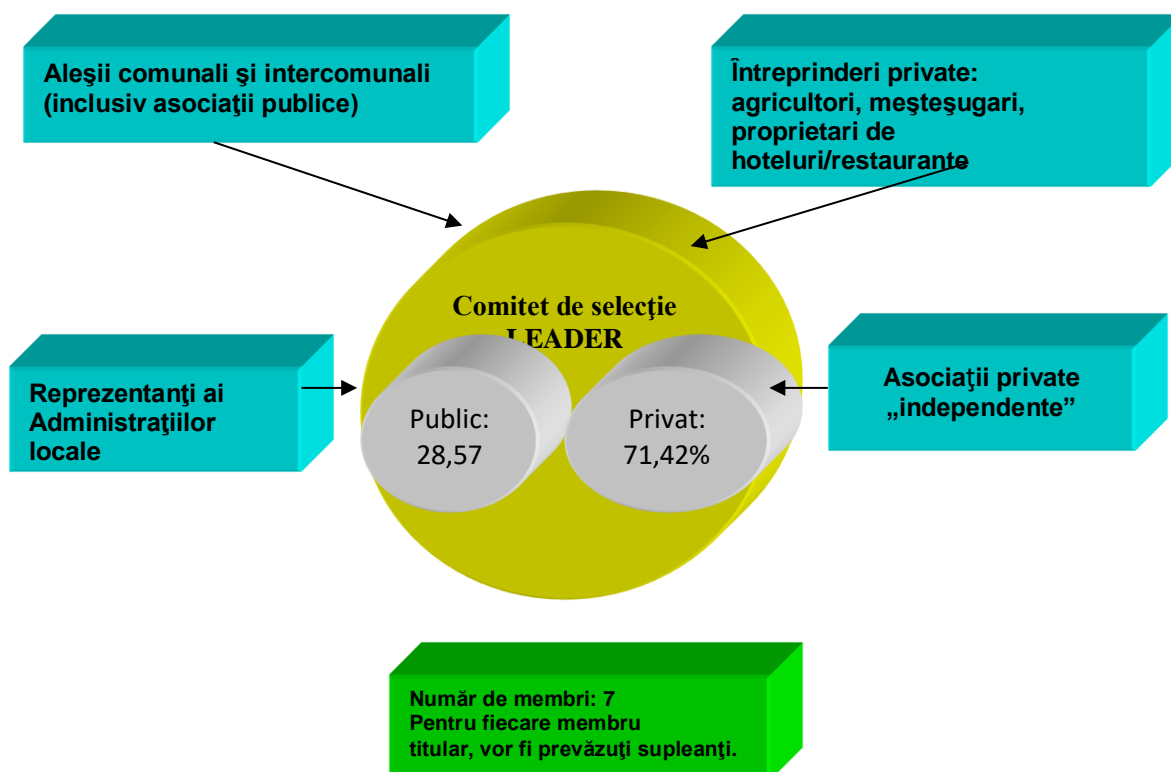 Aleşii comunali şi intercomunali
(inclusiv asociaţii publice)
Întreprinderi private:
agricultori, meşteşugari,
proprietari de
hoteluri/restaurante
Comitet de selecţie
LEADER
Reprezentanţi ai
Administraţiilor
locale
Public:
28,57
Privat:
71,42%
Asociaţii private
„independente”
Număr de membri: 7
Pentru fiecare membru
titular, vor fi prevăzuţi supleanţi.